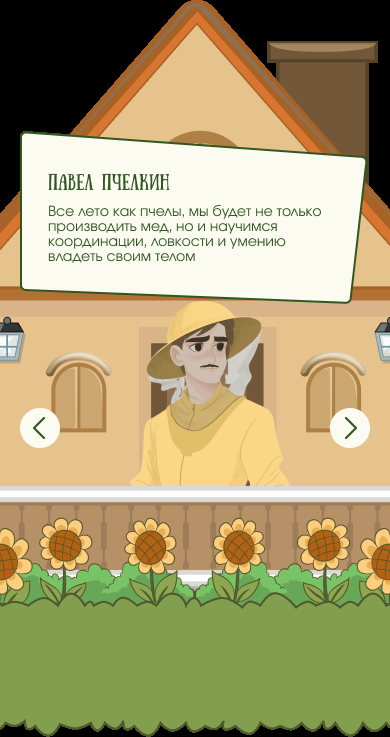 ПАВЕЛ ПЧЕЛКИН
Все лето как пчелы, мы будет не только
производить мед, но и научимся
координации, ловкости и умению
владеть своим телом